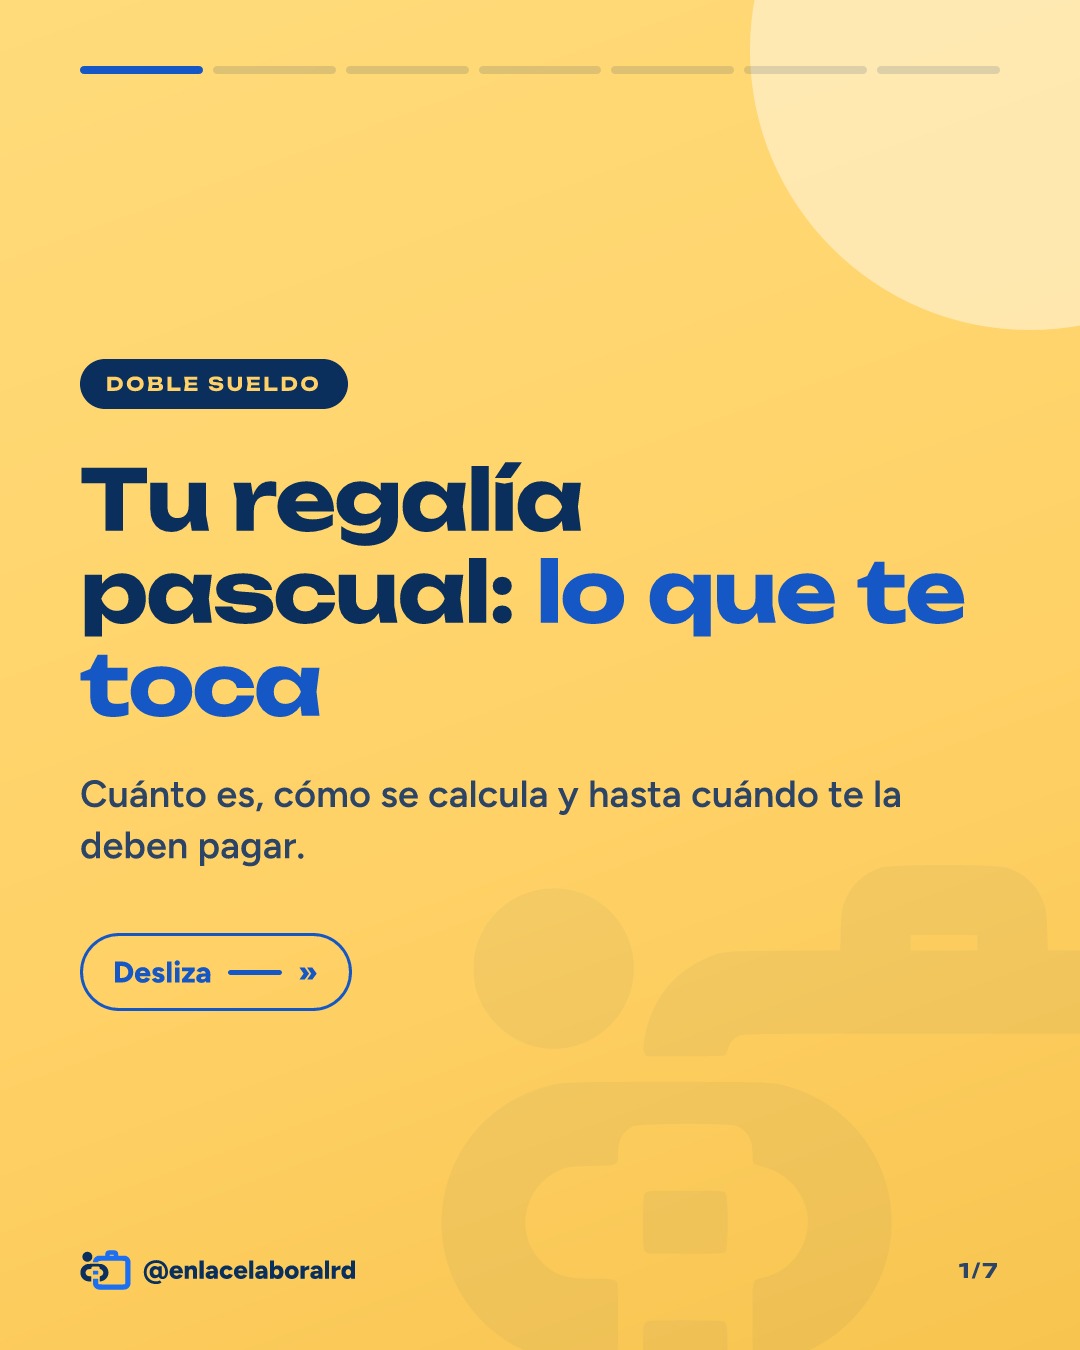 DOBLE SUELDO
Tu regalía
pascual: lo que te
toca
Cuánto es, cómo se calcula y hasta cuándo te la
deben pagar.
Desliza »
@enlacelaboralrd
1/7